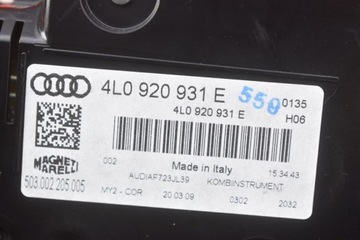 4L0 920 931 E 550 0135
4L0 920 931 E H06
MAGNETI
MARELLI
503.002.205.005
002 Made in Italy 15:34:43
AUDIAF723JL39 KOMBIINSTRUMENT
MY2 - COR 20.03.09 0302 2032